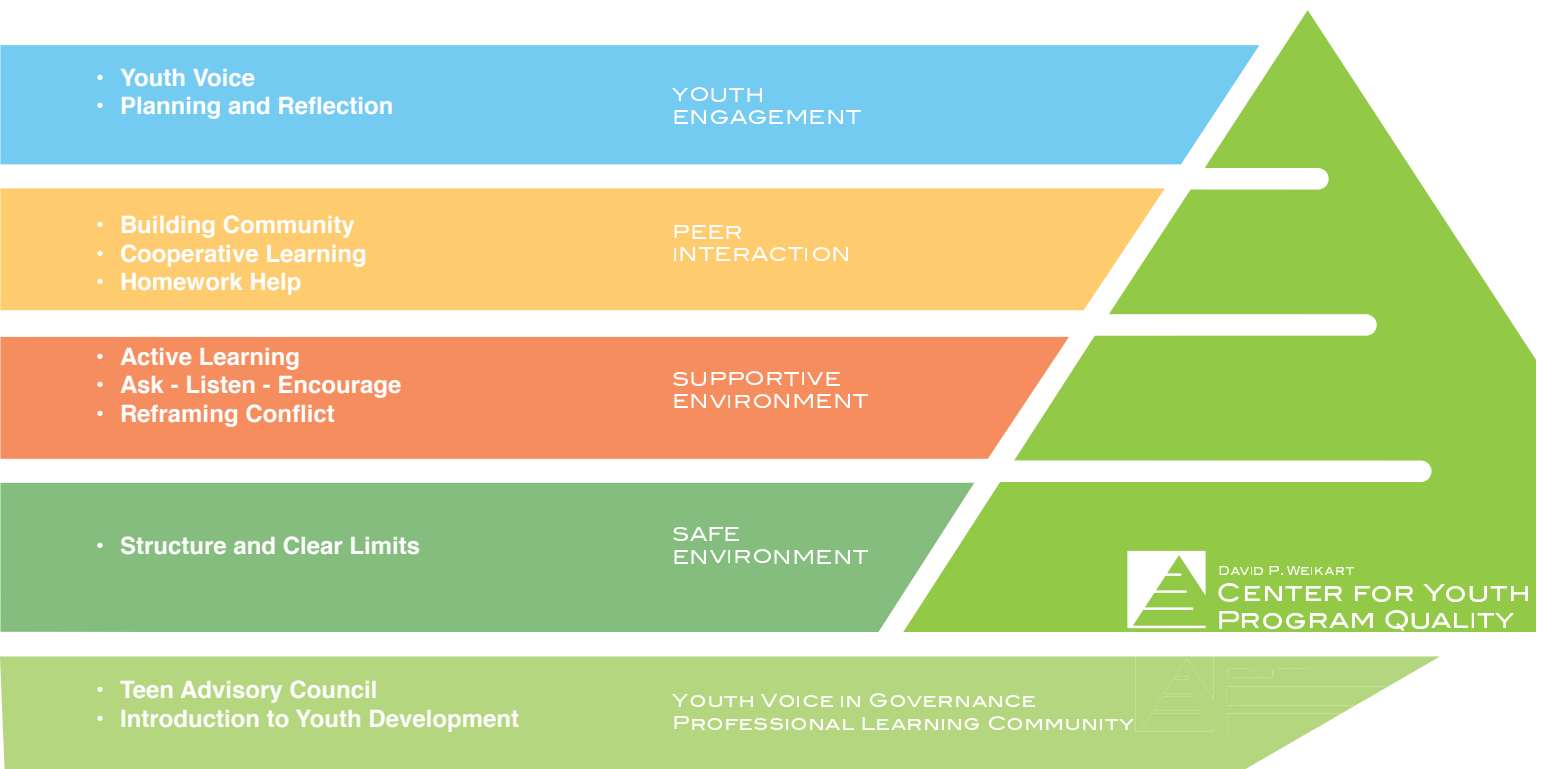 • Youth Voice
• Planning and Reflection
YOUTH
ENGAGEMENT
• Building Community
• Cooperative Learning
• Homework Help
PEER
INTERACTION
• Active Learning
• Ask - Listen - Encourage
• Reframing Conflict
SUPPORTIVE
ENVIRONMENT
• Structure and Clear Limits
SAFE
ENVIRONMENT
DAVID P. WEIKART
CENTER FOR YOUTH
PROGRAM QUALITY
• Teen Advisory Council
• Introduction to Youth Development
YOUTH VOICE IN GOVERNANCE
PROFESSIONAL LEARNING COMMUNITY